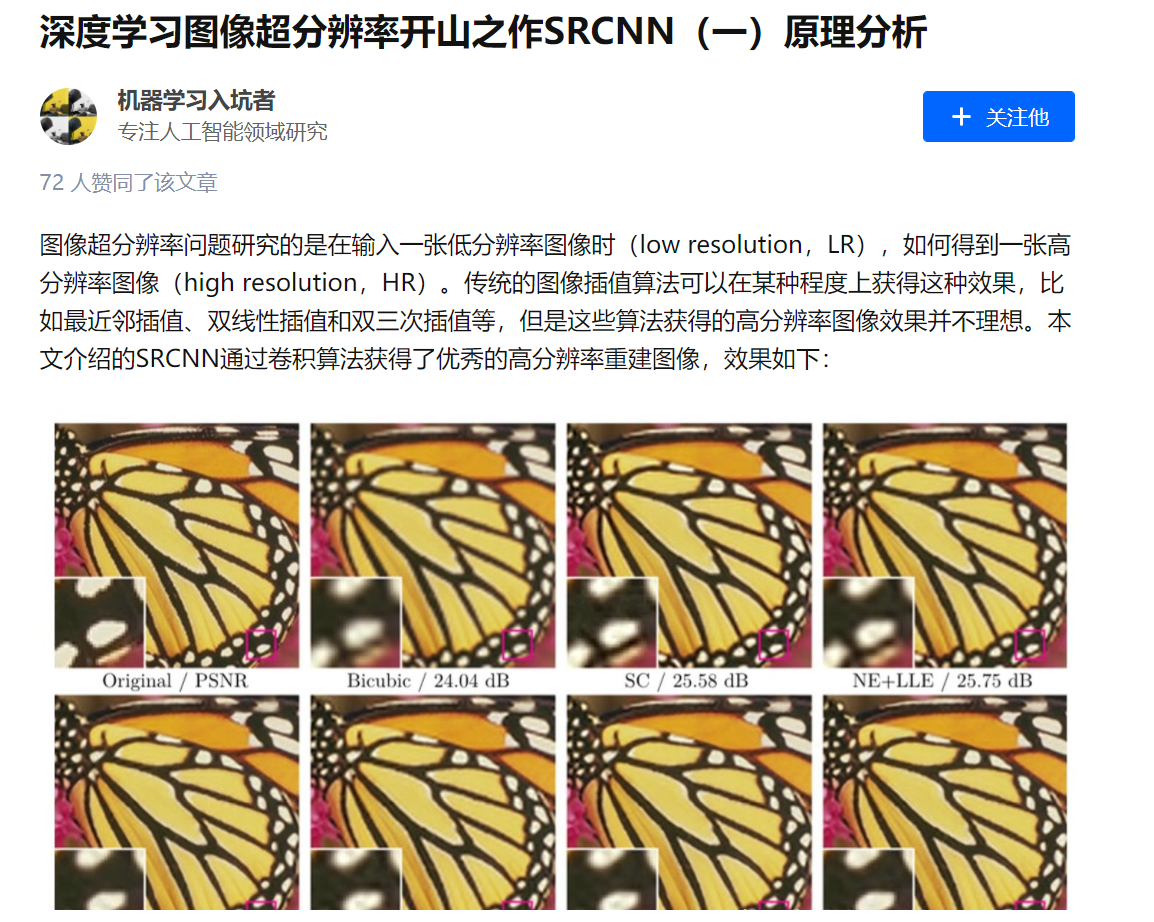 深度学习图像超分辨率开山之作SRCNN（一）原理分析
机器学习入坑者
专注人工智能领域研究
+ 关注他
72 人赞同了该文章
图像超分辨率问题研究的是在输入一张低分辨率图像时（low resolution，LR），如何得到一张高
分辨率图像（high resolution，HR）。传统的图像插值算法可以在某种程度上获得这种效果，比
如最近邻插值、双线性插值和双三次插值等，但是这些算法获得的高分辨率图像效果并不理想。本
文介绍的SRCNN通过卷积算法获得了优秀的高分辨率重建图像，效果如下：
Original / PSNR
Bicubic / 24.04 dB
SC / 25.58 dB
NE+LLE / 25.75 dB